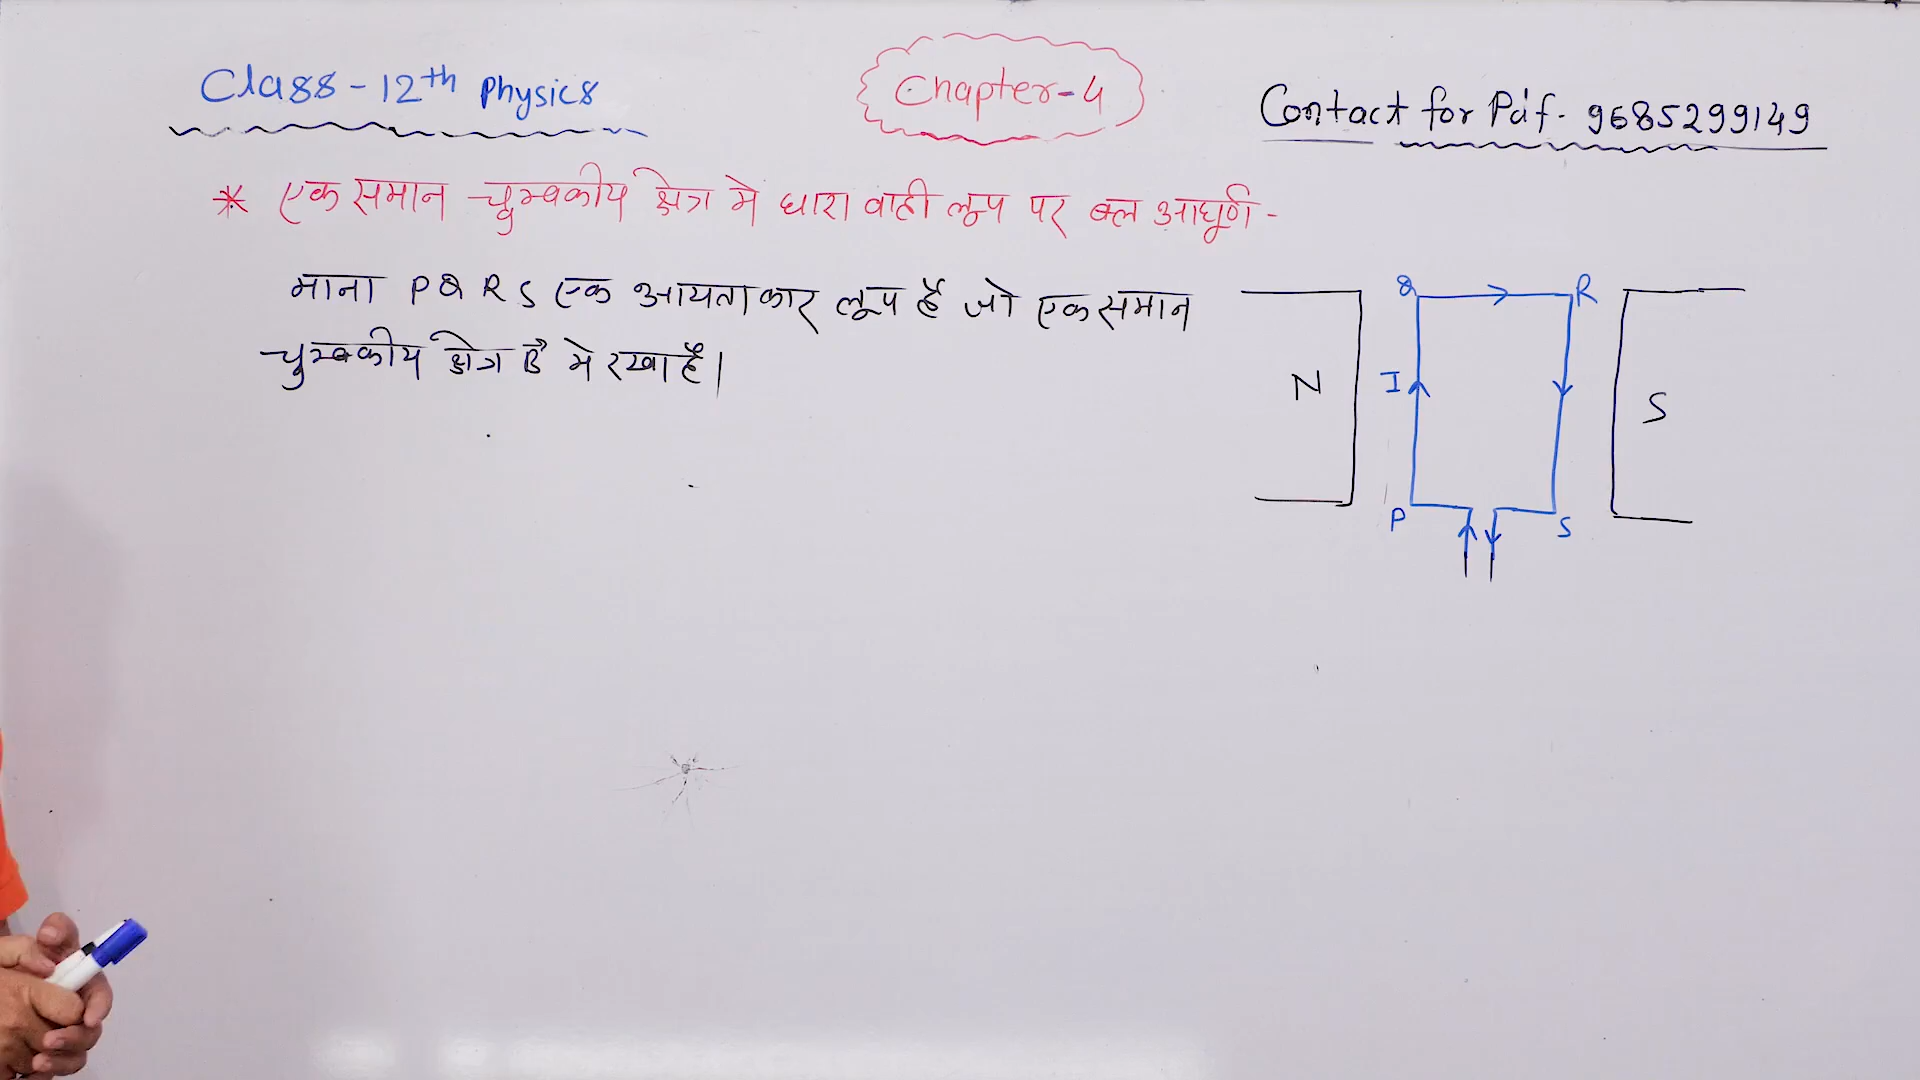 Class - 12th Physics
Chapter-4
Contact for Pdf - 9685299149
* एक समान चुम्बकीय क्षेत्र मे धारा वाही लूप पर बल आघूर्ण -
माना P Q R S एक आयताकार लूप है जो एक समान
चुम्बकीय क्षेत्र B मे रखा है।
Q
R
N
I
S
P
S